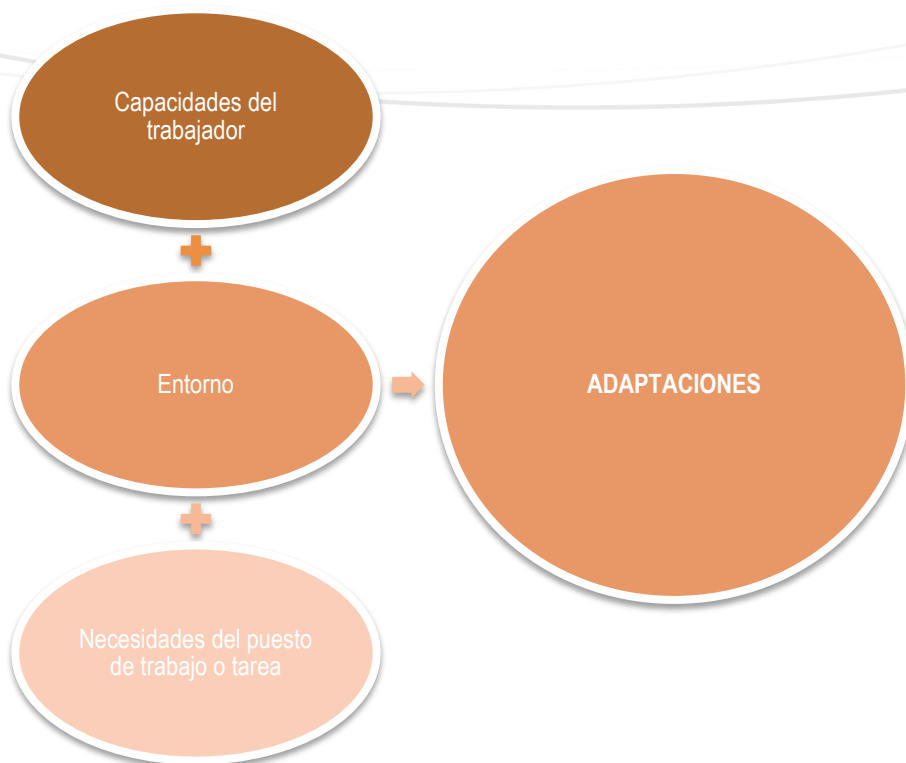 Capacidades del
trabajador
Entorno
ADAPTACIONES
Necesidades del puesto
de trabajo o tarea